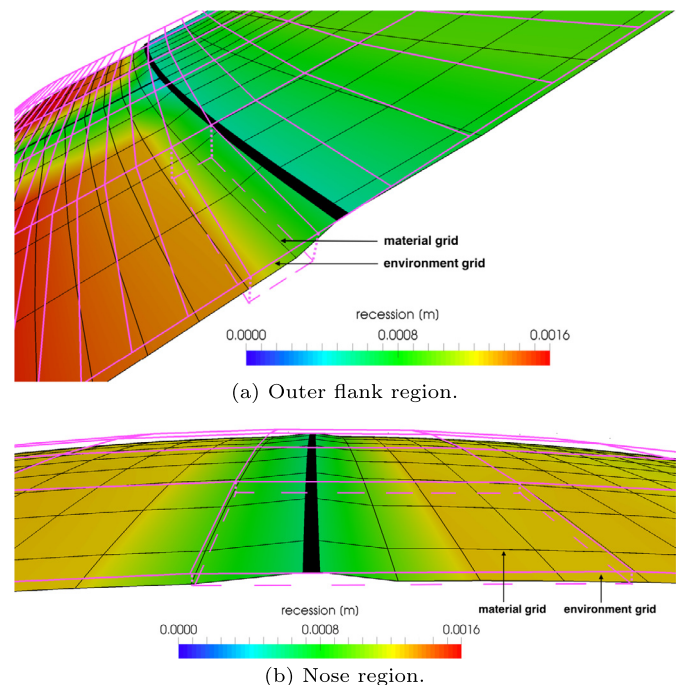 material grid
environment grid
recession (m)
0.0000 0.0008 0.0016
(a) Outer flank region.
material grid environment grid
recession (m)
0.0000 0.0008 0.0016
(b) Nose region.